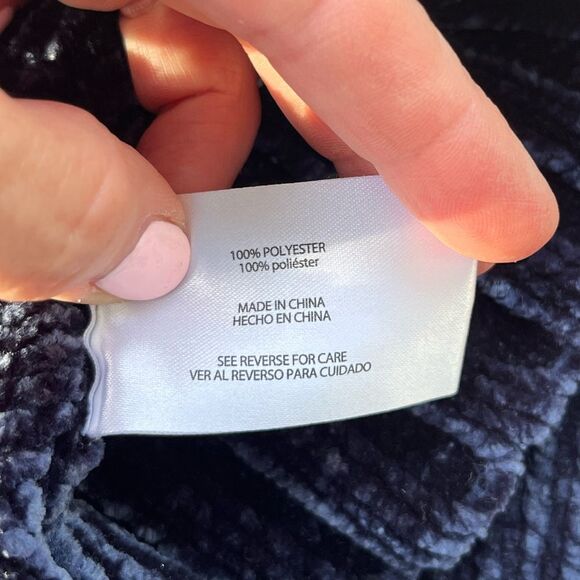 100% POLYESTER
100% poliéster
MADE IN CHINA
HECHO EN CHINA
SEE REVERSE FOR CARE
VER AL REVERSO PARA CUIDADO